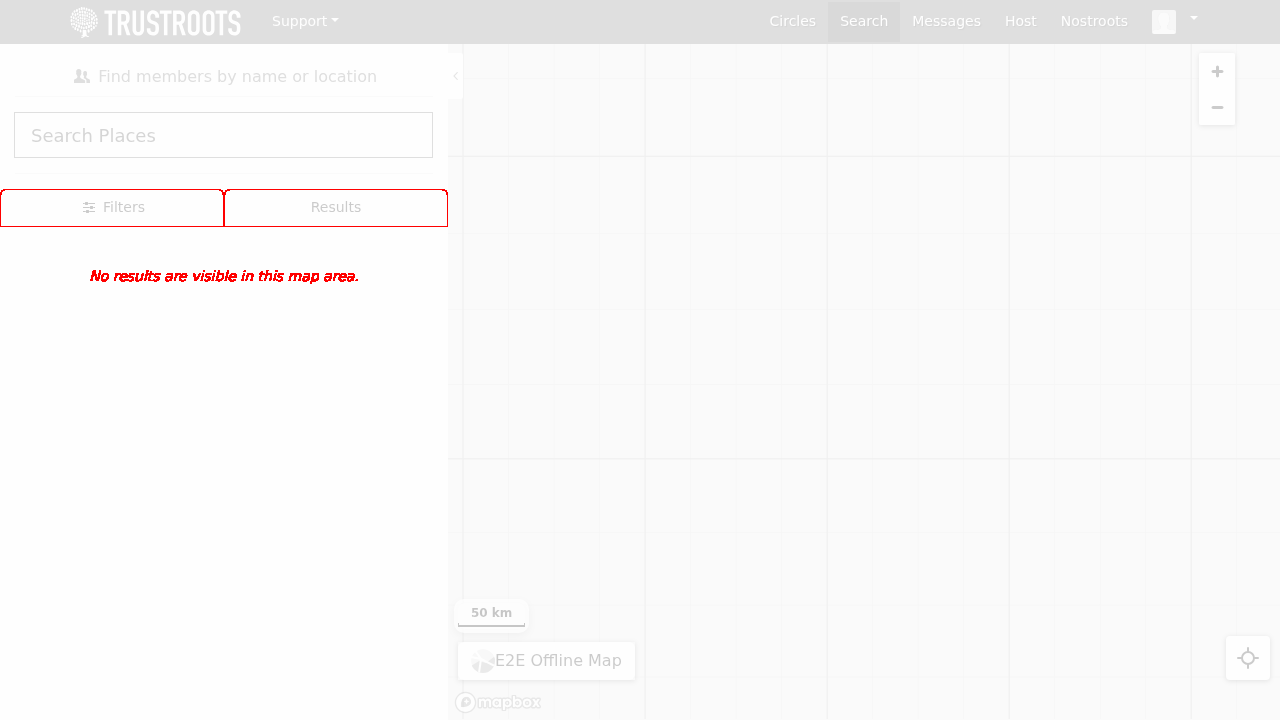 TRUSTROOTS
Support
Circles
Search
Messages
Host
Nostroots
Find members by name or location
Search Places
Filters
Results
No results are visible in this map area.
50 km
E2E Offline Map
mapbox